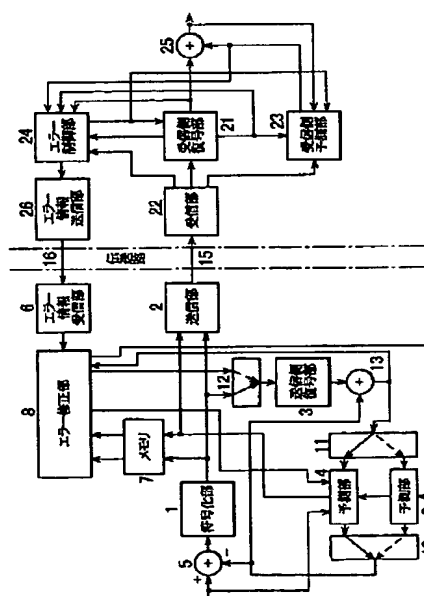 24
エラー
制御部
25
26
エラー
情報
送信部
受信側
復号部
21
受信側
予測部
23
22
受信部
16
伝送路
15
6
エラー
情報
受信部
2
送信部
8
エラー修正部
12
送信側
復号部
3
13
メモリ
7
11
1
符号化部
4
予測部
予測部
5